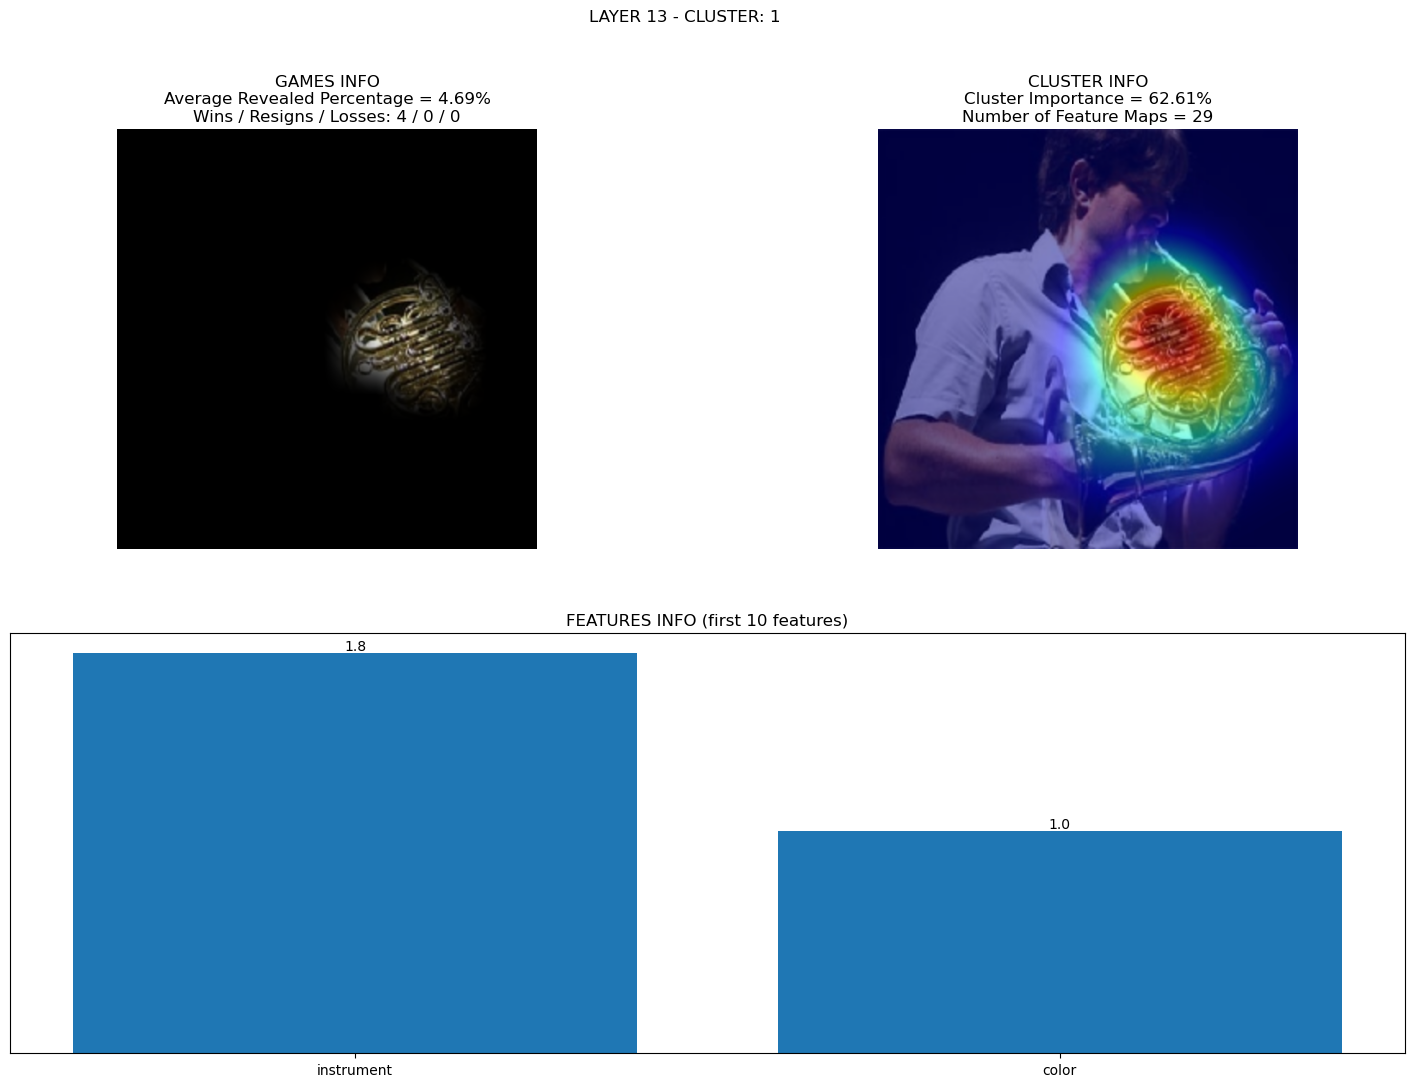 LAYER 13 - CLUSTER: 1
GAMES INFO
Average Revealed Percentage = 4.69%
Wins / Resigns / Losses: 4 / 0 / 0
CLUSTER INFO
Cluster Importance = 62.61%
Number of Feature Maps = 29
FEATURES INFO (first 10 features)
1.8
1.0
instrument
color